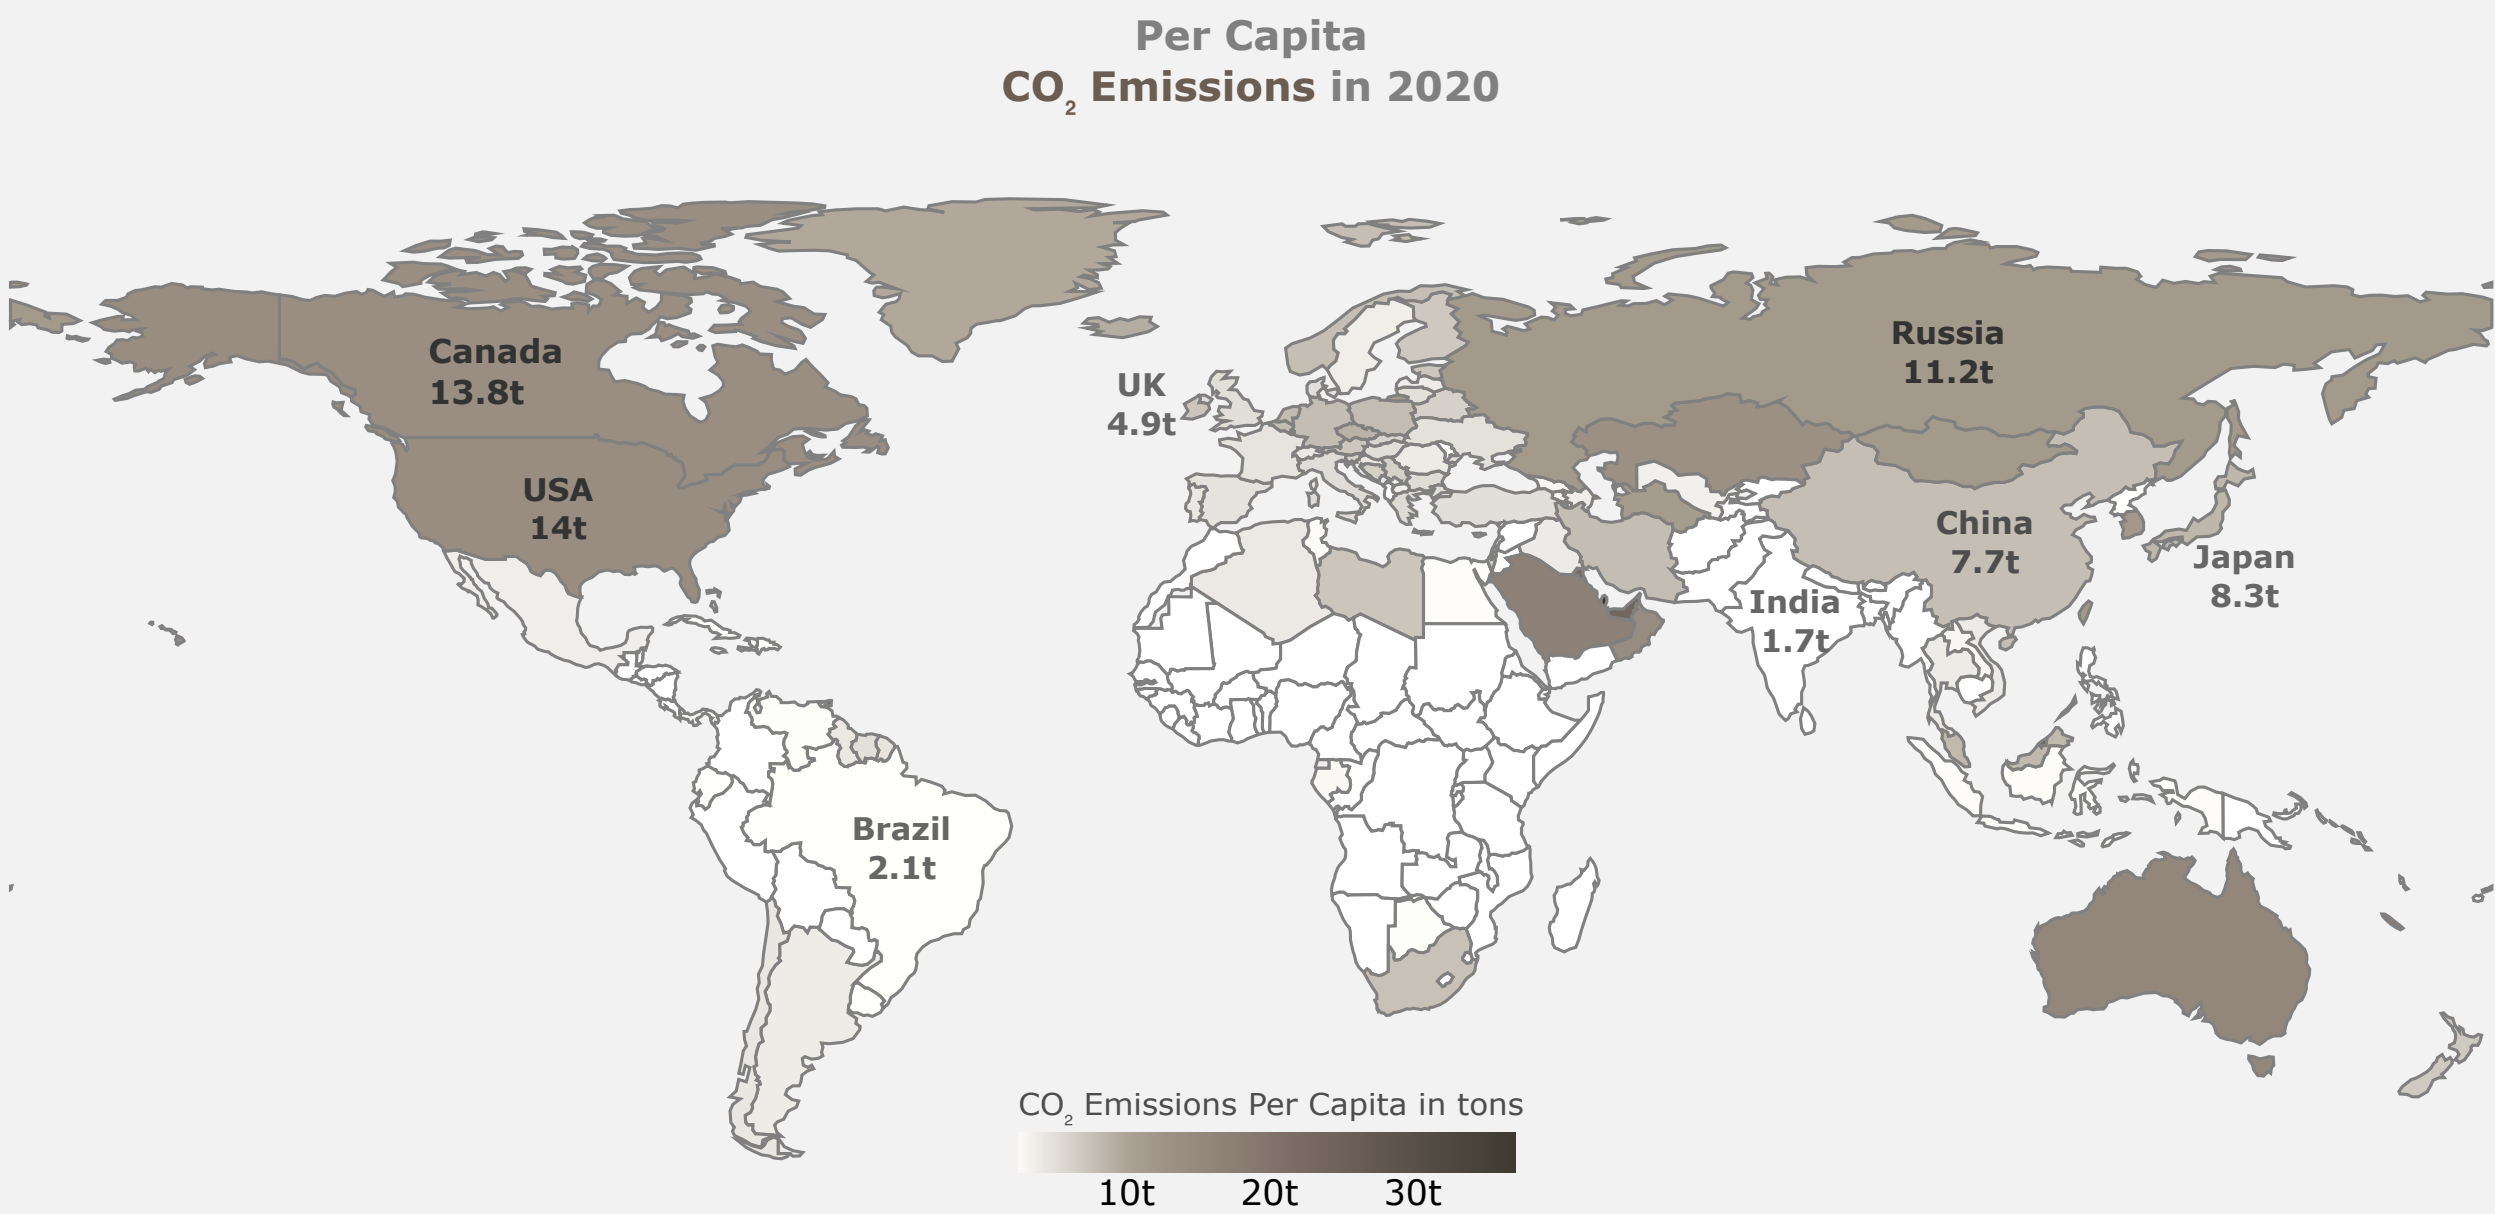 Per Capita
CO₂ Emissions in 2020
Canada
13.8t
USA
14t
UK
4.9t
Russia
11.2t
China
7.7t
Japan
8.3t
India
1.7t
Brazil
2.1t
CO₂ Emissions Per Capita in tons
10t 20t 30t